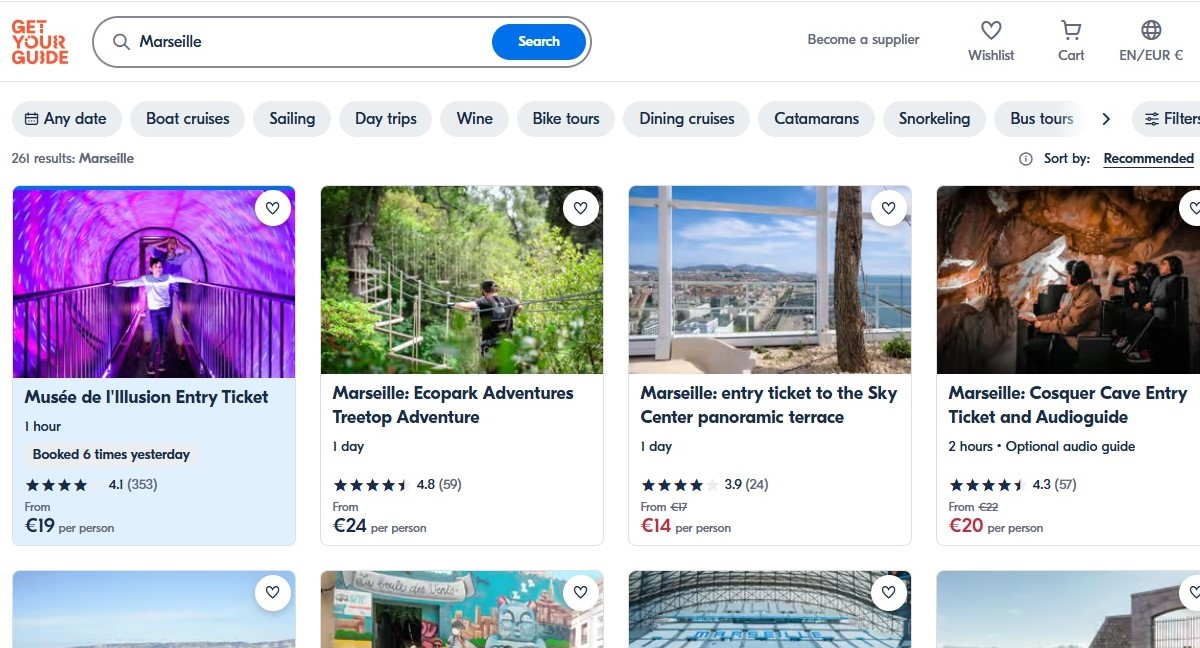 GET
YOUR
GUIDE
Marseille
Search
Become a supplier
Wishlist
Cart
EN/EUR €
Any date
Boat cruises
Sailing
Day trips
Wine
Bike tours
Dining cruises
Catamarans
Snorkeling
Bus tours
Filters
261 results: Marseille
Sort by: Recommended
Musée de l'Illusion Entry Ticket
1 hour
Booked 6 times yesterday
4.1 (353)
From
€19 per person
Marseille: Ecopark Adventures
Treetop Adventure
1 day
4.8 (59)
From
€24 per person
Marseille: entry ticket to the Sky
Center panoramic terrace
1 day
3.9 (24)
From €17
€14 per person
Marseille: Cosquer Cave Entry
Ticket and Audioguide
2 hours • Optional audio guide
4.3 (57)
From €22
€20 per person
boule des Vents
MARSEILLE